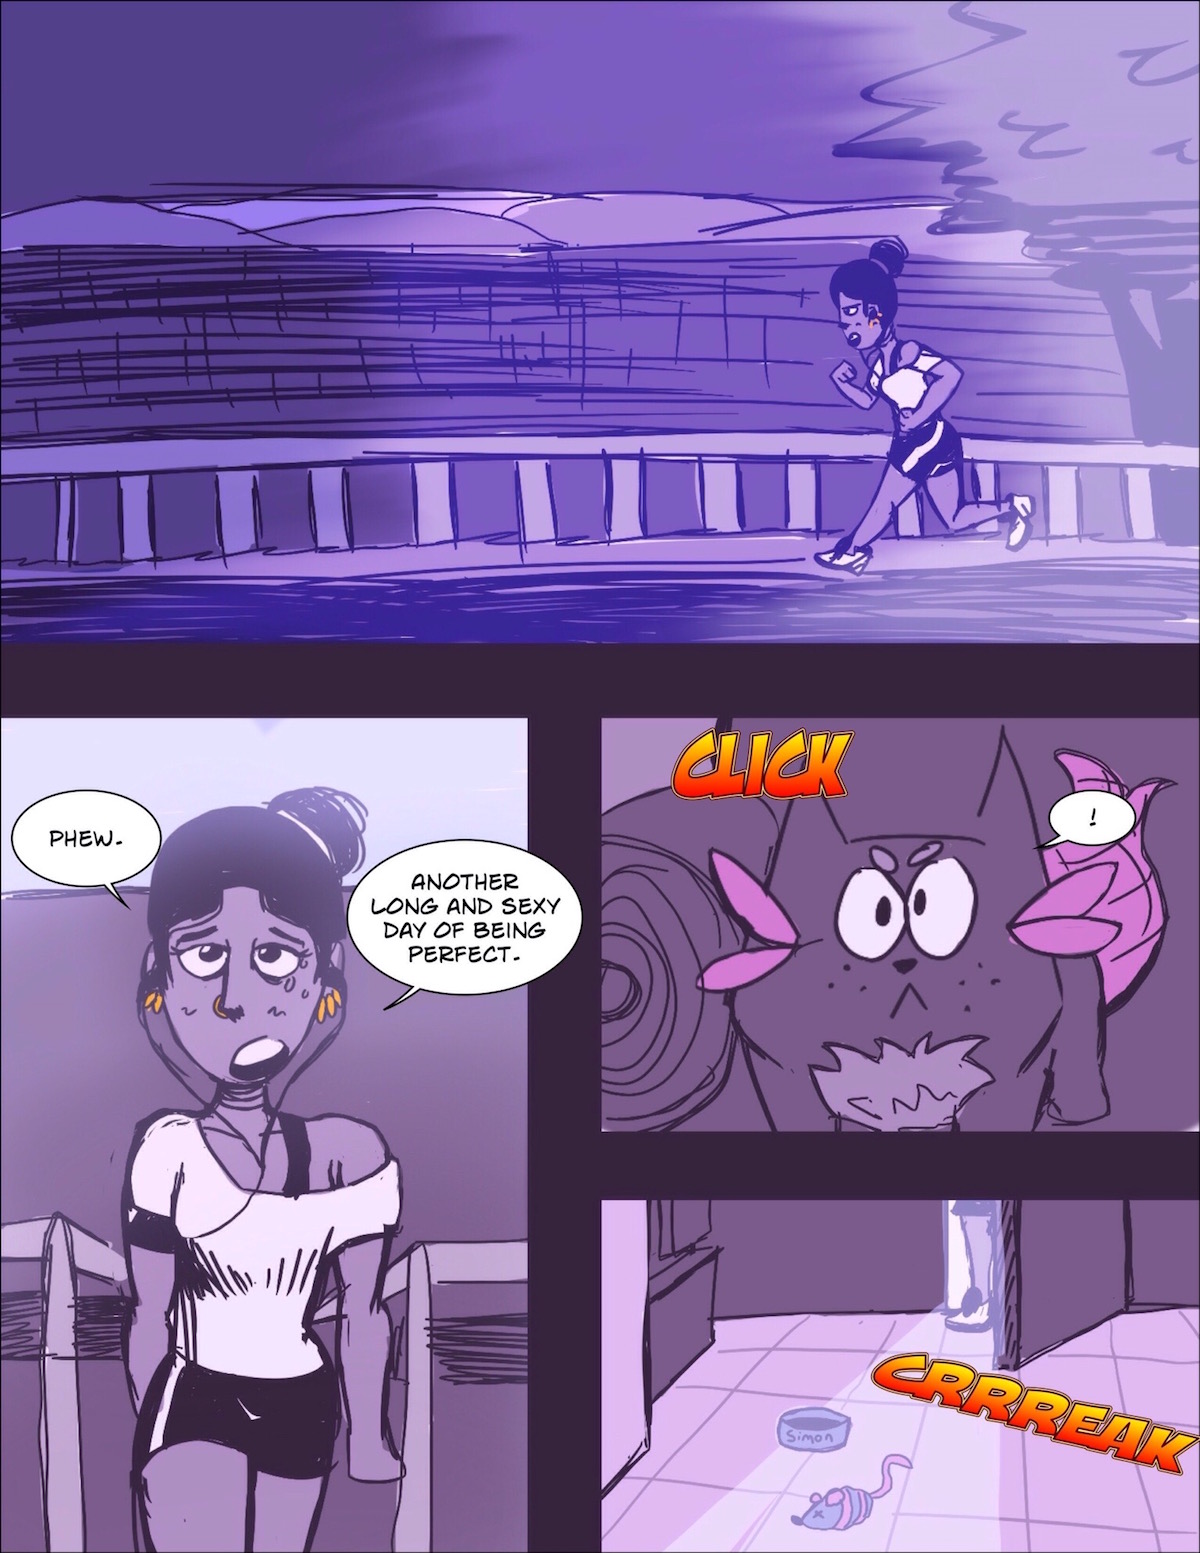 PHEW.
ANOTHER
LONG AND SEXY
DAY OF BEING
PERFECT.
CLICK
!
Simon
CRRREAK